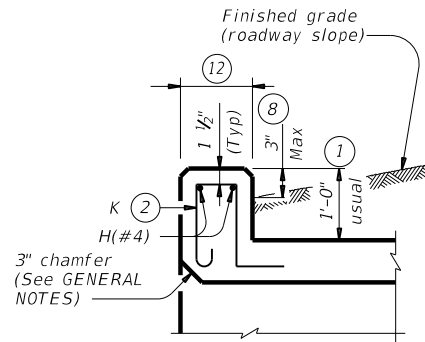 Finished grade
(roadway slope)
12
8
1 ½"
(Typ)
3"
Max
1
1'-0"
usual
K 2
H(#4)
3" chamfer
(See GENERAL
NOTES)